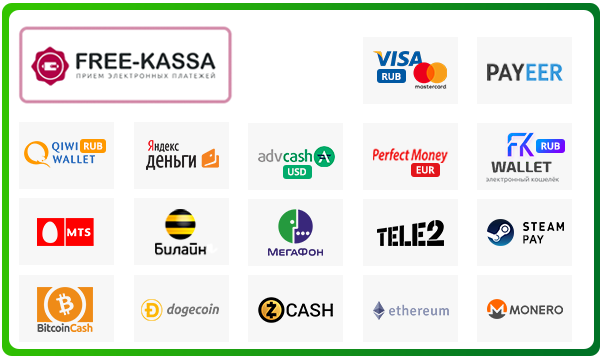 FREE-KASSA
ПРИЕМ ЭЛЕКТРОННЫХ ПЛАТЕЖЕЙ
VISA
RUB
mastercard
PAYEER
QIWI RUB
WALLET
Яндекс
деньги
advcash
USD
Perfect Money
EUR
FK RUB
WALLET
электронный кошелёк
MTS
Билайн
МЕГАФОН
TELE2
STEAM
PAY
BitcoinCash
dogecoin
ZCASH
ethereum
MONERO